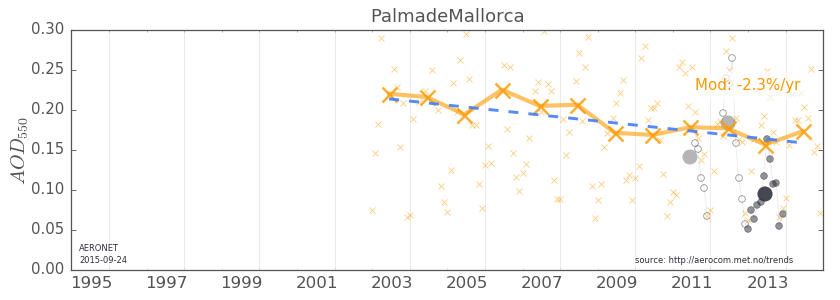 PalmadeMallorca
0.30
0.25
0.20
0.15
0.10
0.05
0.00
AOD550
Mod: -2.3%/yr
AERONET
2015-09-24
source: http://aerocom.met.no/trends
1995 1997 1999 2001 2003 2005 2007 2009 2011 2013